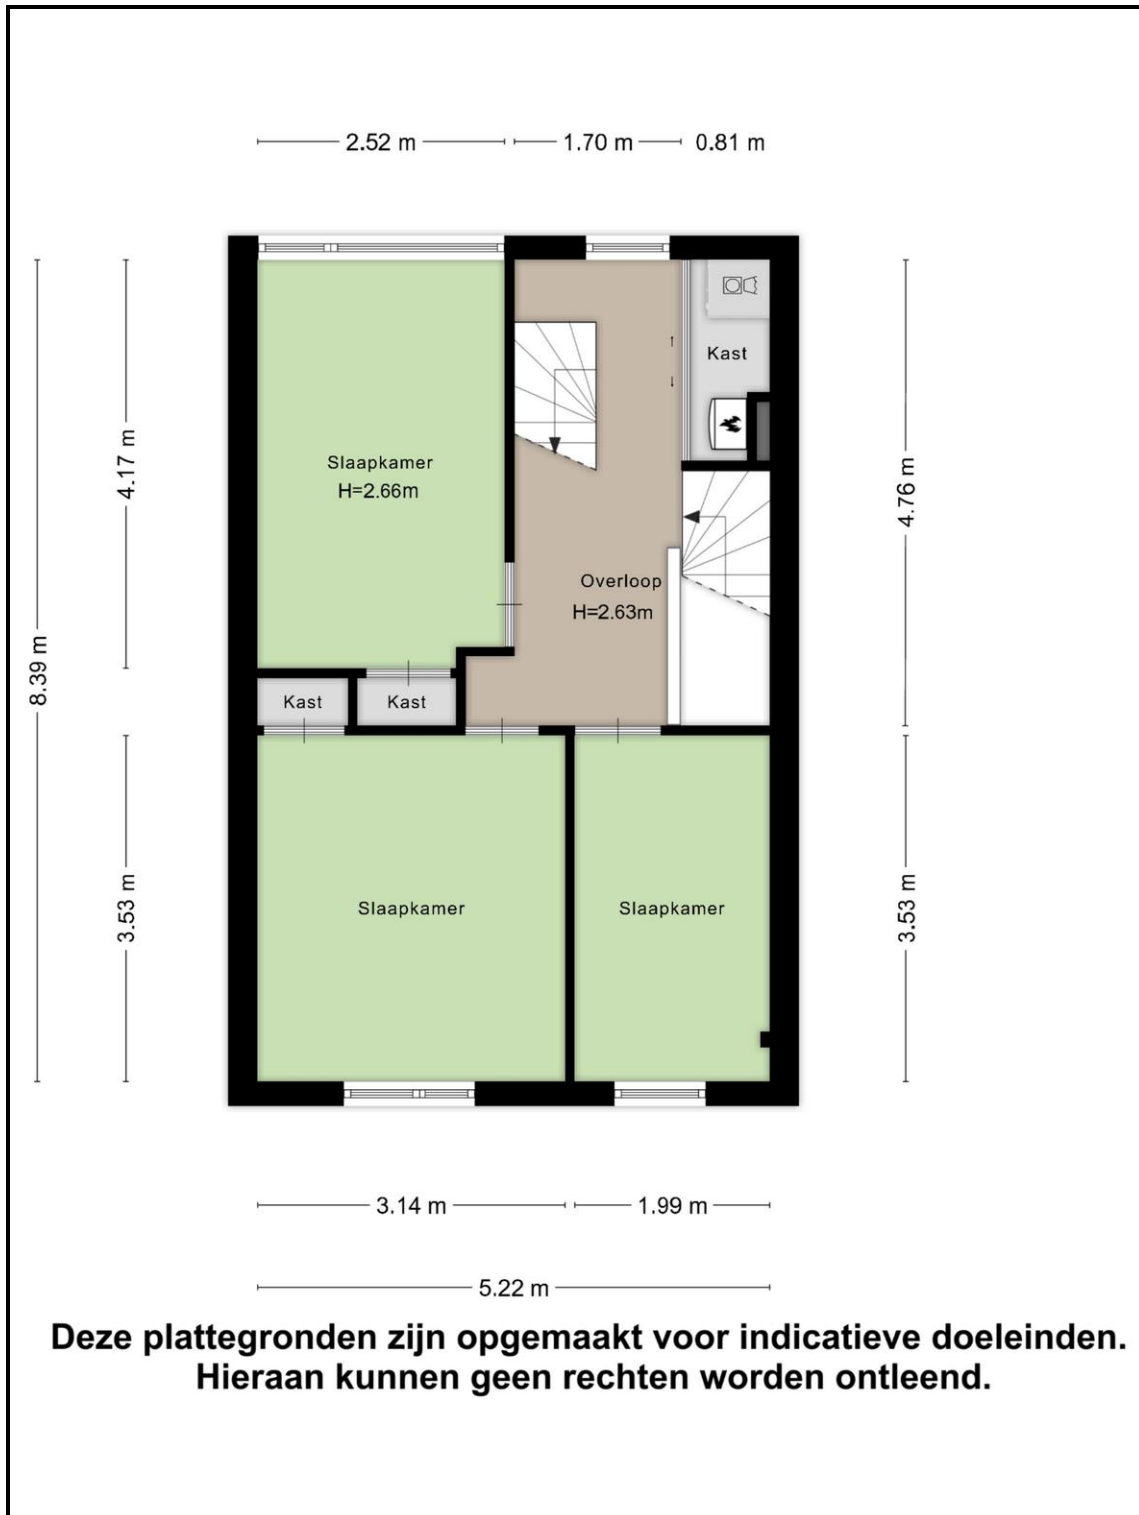 2.52 m
1.70 m
0.81 m
Kast
4.17 m
Slaapkamer
H=2.66m
4.76 m
Overloop
H=2.63m
8.39 m
Kast
Kast
3.53 m
Slaapkamer
Slaapkamer
3.53 m
3.14 m
1.99 m
5.22 m
Deze plattegronden zijn opgemaakt voor indicatieve doeleinden.
Hieraan kunnen geen rechten worden ontleend.